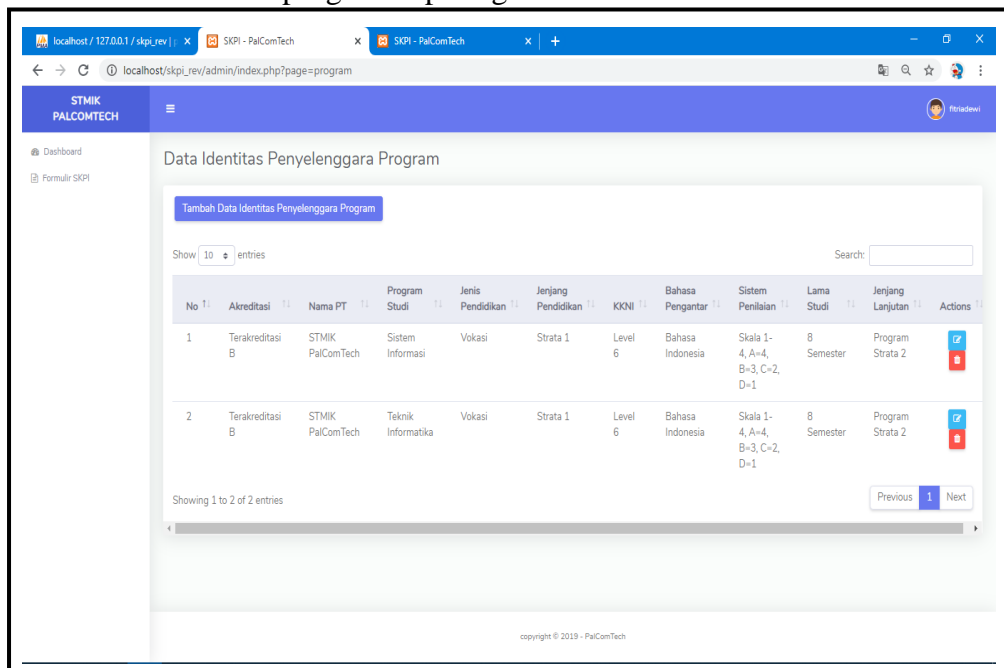 localhost / 127.0.0.1 / skpi_rev |
SKPI - PalComTech
SKPI - PalComTech
localhost/skpi_rev/admin/index.php?page=program
STMIK
PALCOMTECH
fitriadewi
Dashboard
Formulir SKPI
Data Identitas Penyelenggara Program
Tambah Data Identitas Penyelenggara Program
Show 10 entries
Search:
No Akreditasi Nama PT Program Studi Jenis Pendidikan Jenjang Pendidikan KKNI Bahasa Pengantar Sistem Penilaian Lama Studi Jenjang Lanjutan Actions
1 Terakreditasi B STMIK PalComTech Sistem Informasi Vokasi Strata 1 Level 6 Bahasa Indonesia Skala 1-4, A=4, B=3, C=2, D=1 8 Semester Program Strata 2
2 Terakreditasi B STMIK PalComTech Teknik Informatika Vokasi Strata 1 Level 6 Bahasa Indonesia Skala 1-4, A=4, B=3, C=2, D=1 8 Semester Program Strata 2
Showing 1 to 2 of 2 entries
Previous 1 Next
copyright © 2019 - PalComTech